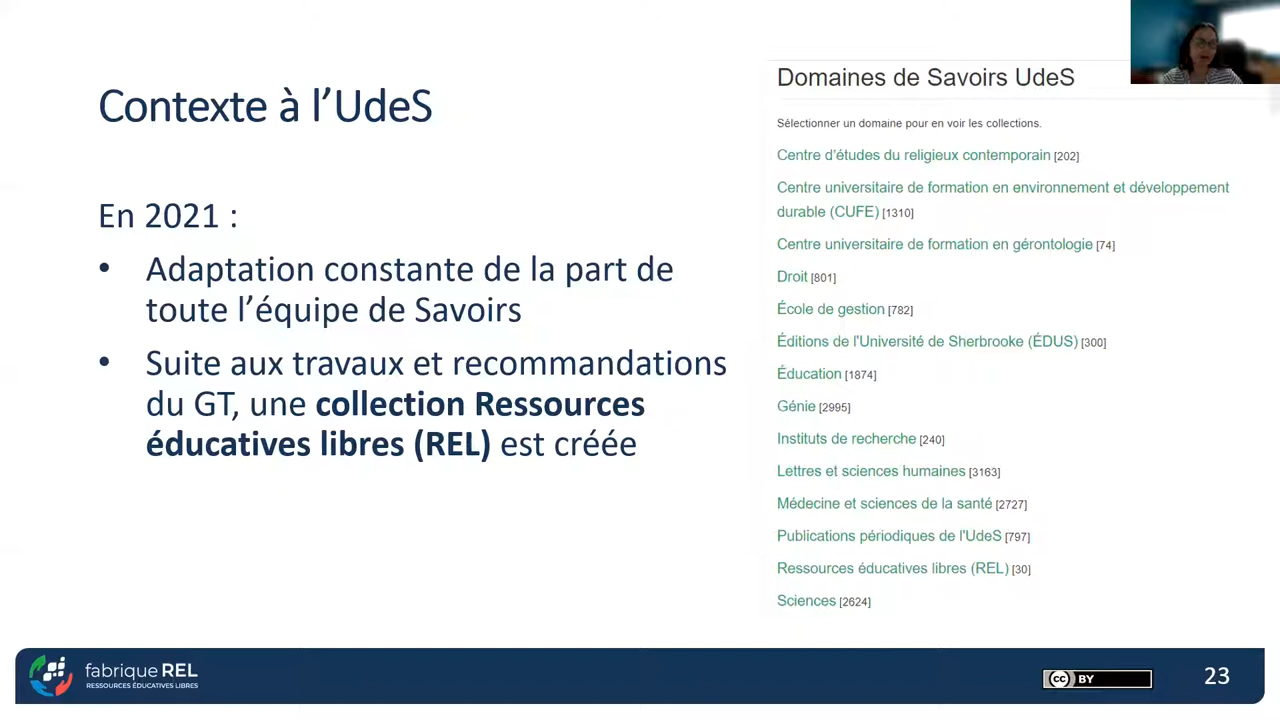 Contexte à l’UdeS
En 2021 :
• Adaptation constante de la part de
toute l’équipe de Savoirs
• Suite aux travaux et recommandations
du GT, une collection Ressources
éducatives libres (REL) est créée
Domaines de Savoirs UdeS
Sélectionner un domaine pour en voir les collections.
Centre d'études du religieux contemporain [202]
Centre universitaire de formation en environnement et développement
durable (CUFE) [1310]
Centre universitaire de formation en gérontologie [74]
Droit [801]
École de gestion [782]
Éditions de l'Université de Sherbrooke (ÉDUS) [300]
Éducation [1874]
Génie [2995]
Instituts de recherche [240]
Lettres et sciences humaines [3163]
Médecine et sciences de la santé [2727]
Publications périodiques de l'UdeS [797]
Ressources éducatives libres (REL) [30]
Sciences [2624]
fabrique REL
RESSOURCES ÉDUCATIVES LIBRES
cc BY
23